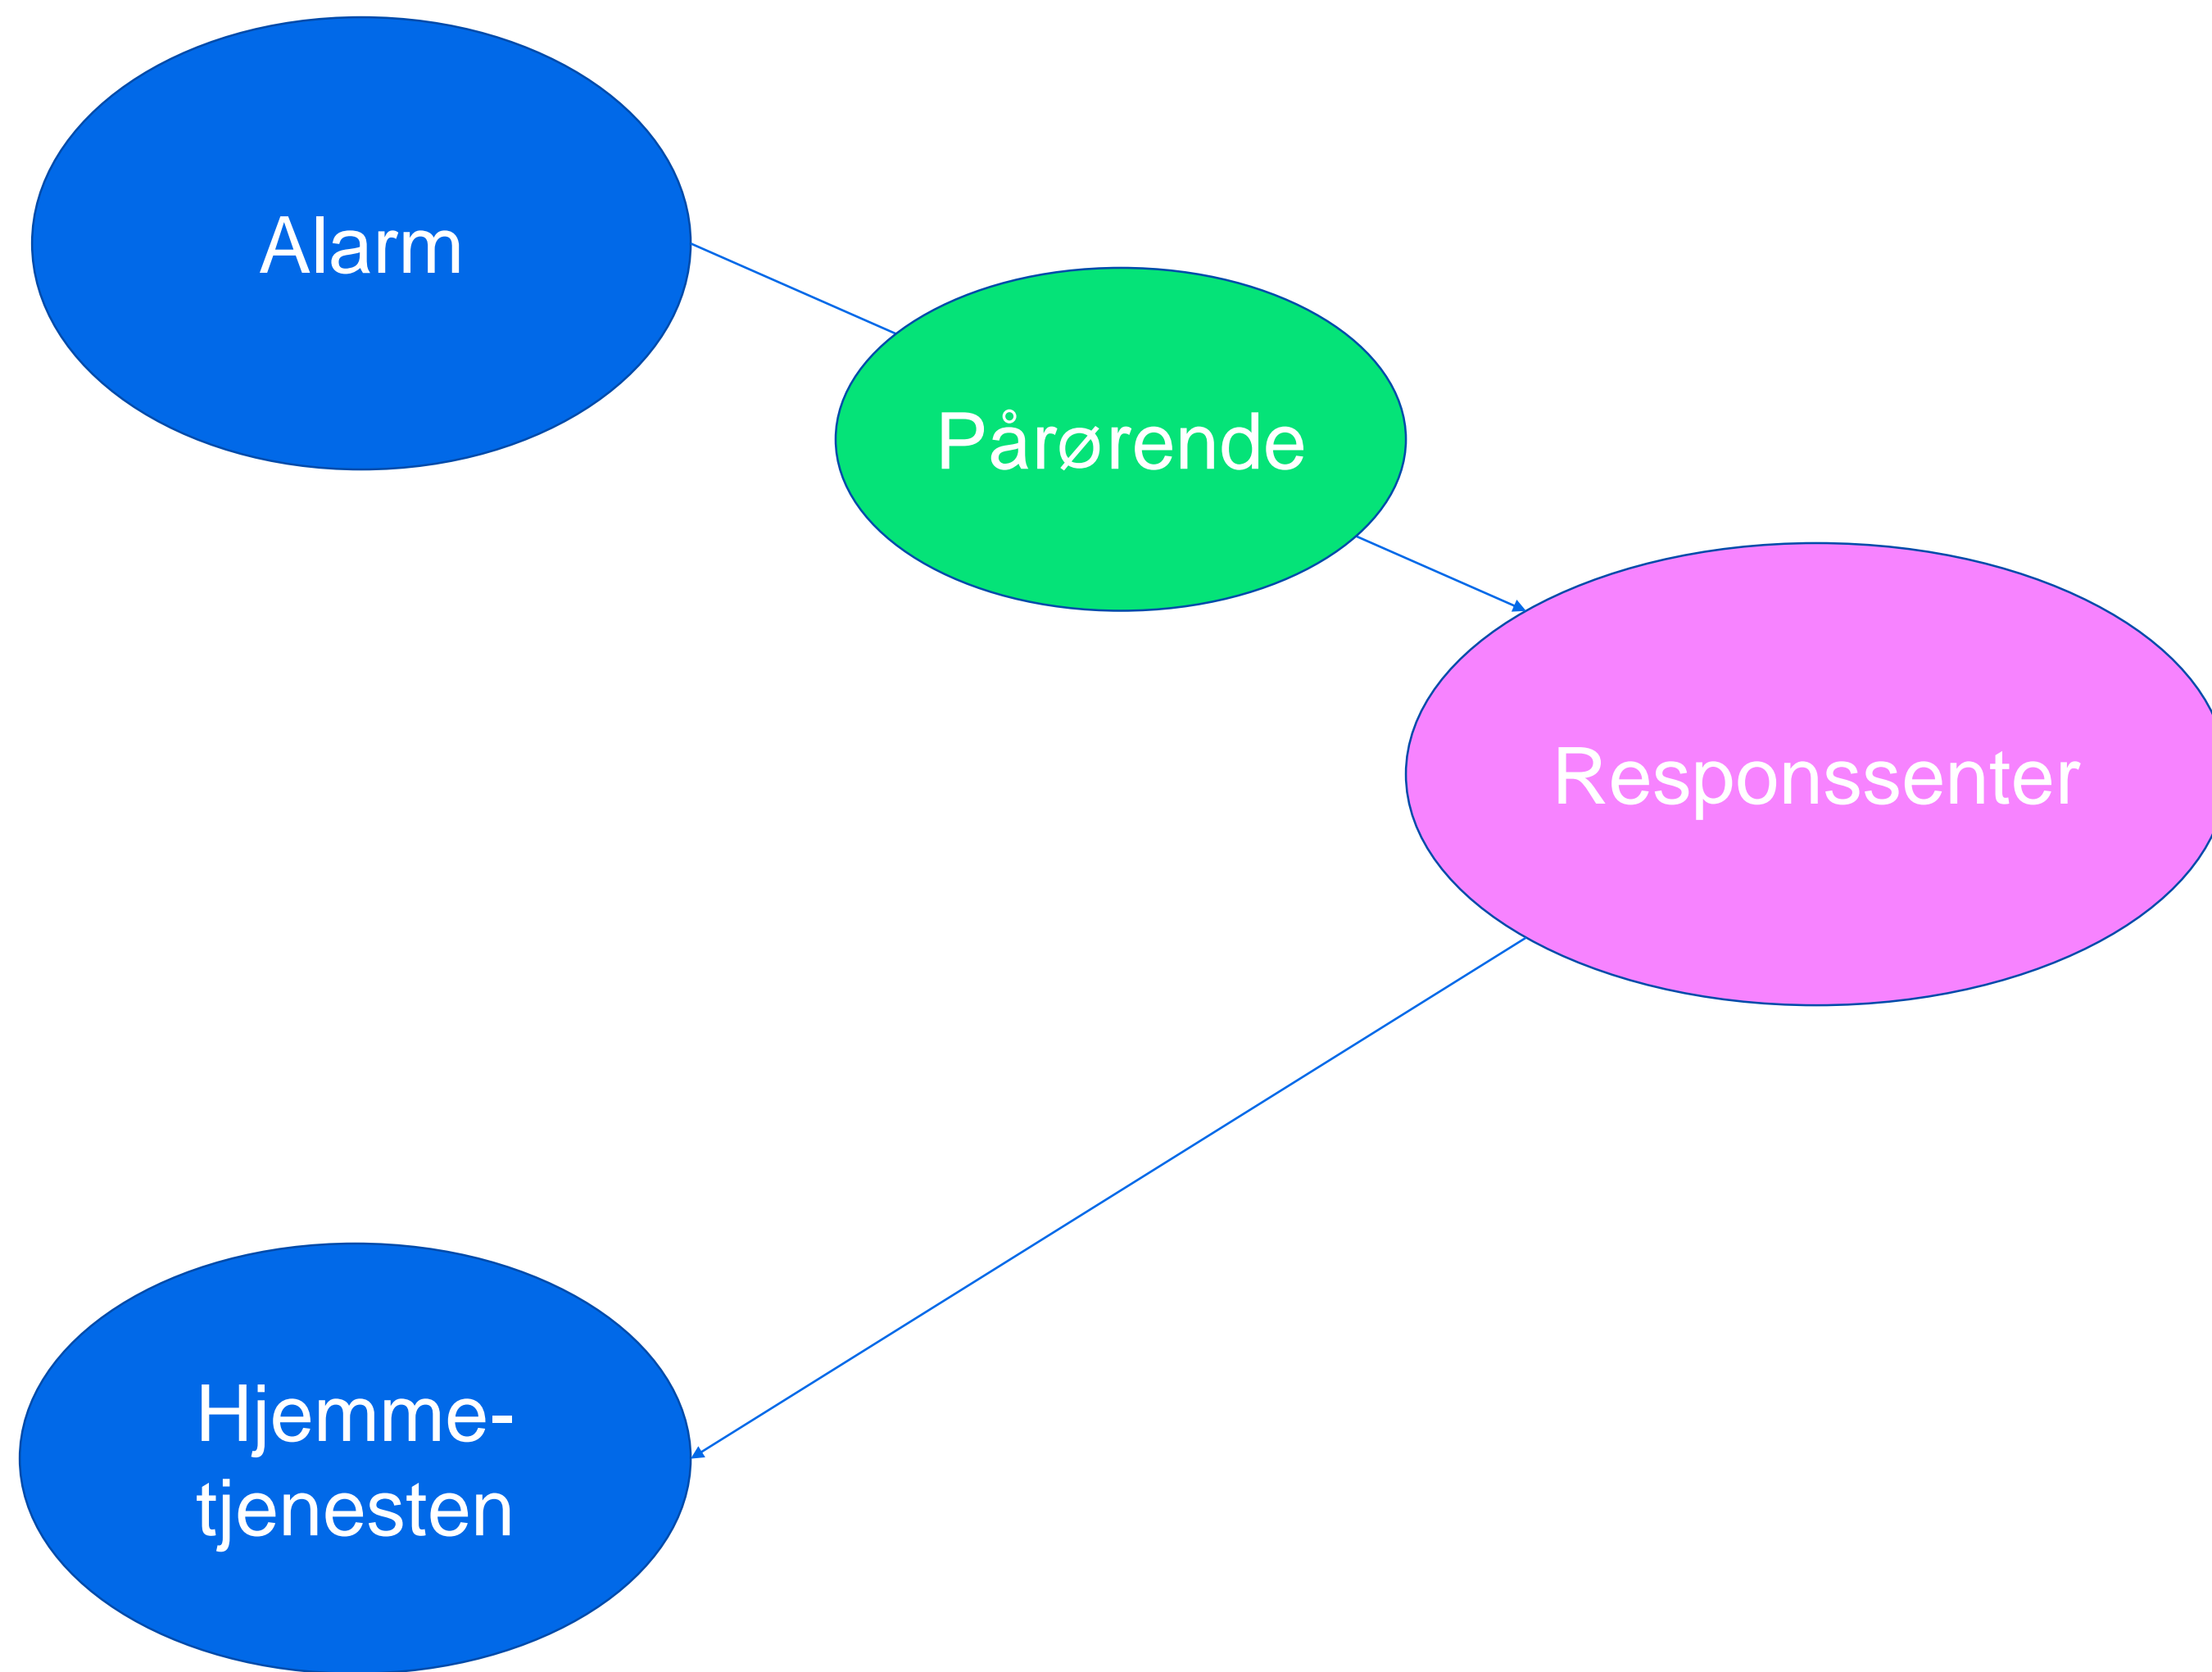 Alarm
Pårørende
Responssenter
Hjemme-
tjenesten